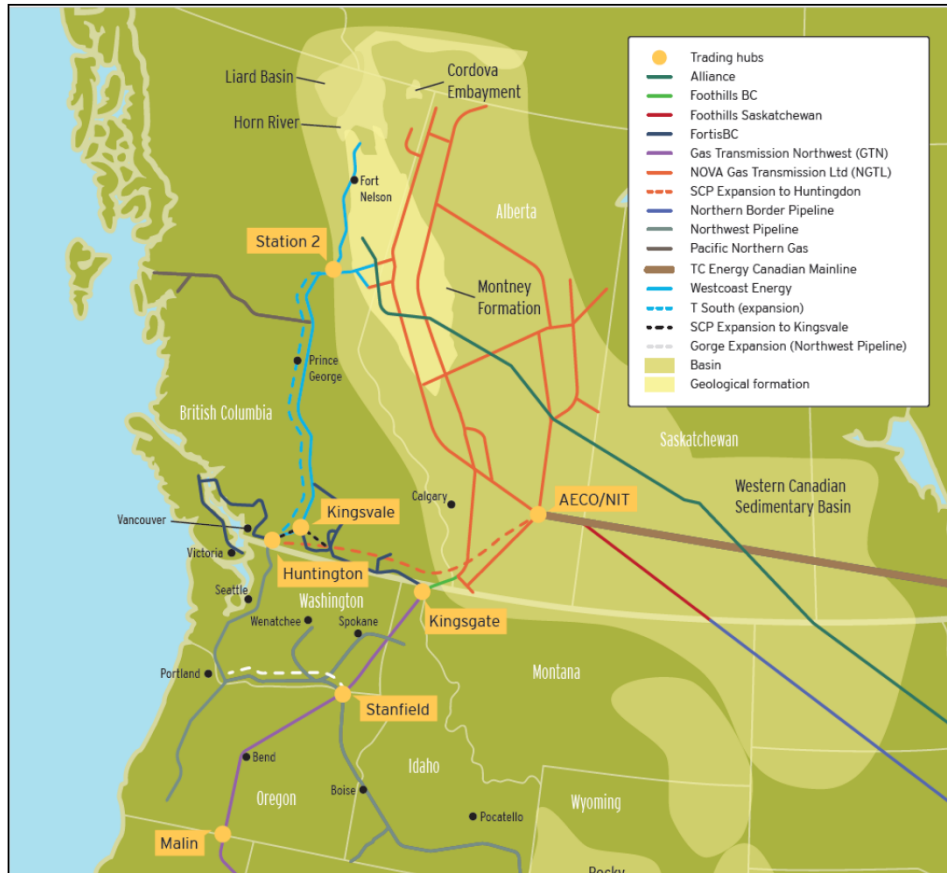 Liard Basin
Cordova
Embayment
Horn River
Fort
Nelson
Alberta
Station 2
Montney
Formation
Prince
George
British Columbia
Saskatchewan
Western Canadian
Sedimentary Basin
Calgary
AECO/NIT
Kingsvale
Vancouver
Victoria
Huntington
Seattle
Washington
Kingsgate
Wenatchee
Spokane
Portland
Montana
Stanfield
Bend
Idaho
Boise
Oregon
Wyoming
Pocatello
Malin
Rocky
Trading hubs
Alliance
Foothills BC
Foothills Saskatchewan
FortisBC
Gas Transmission Northwest (GTN)
NOVA Gas Transmission Ltd (NGTL)
SCP Expansion to Huntingdon
Northern Border Pipeline
Northwest Pipeline
Pacific Northern Gas
TC Energy Canadian Mainline
Westcoast Energy
T South (expansion)
SCP Expansion to Kingsvale
Gorge Expansion (Northwest Pipeline)
Basin
Geological formation